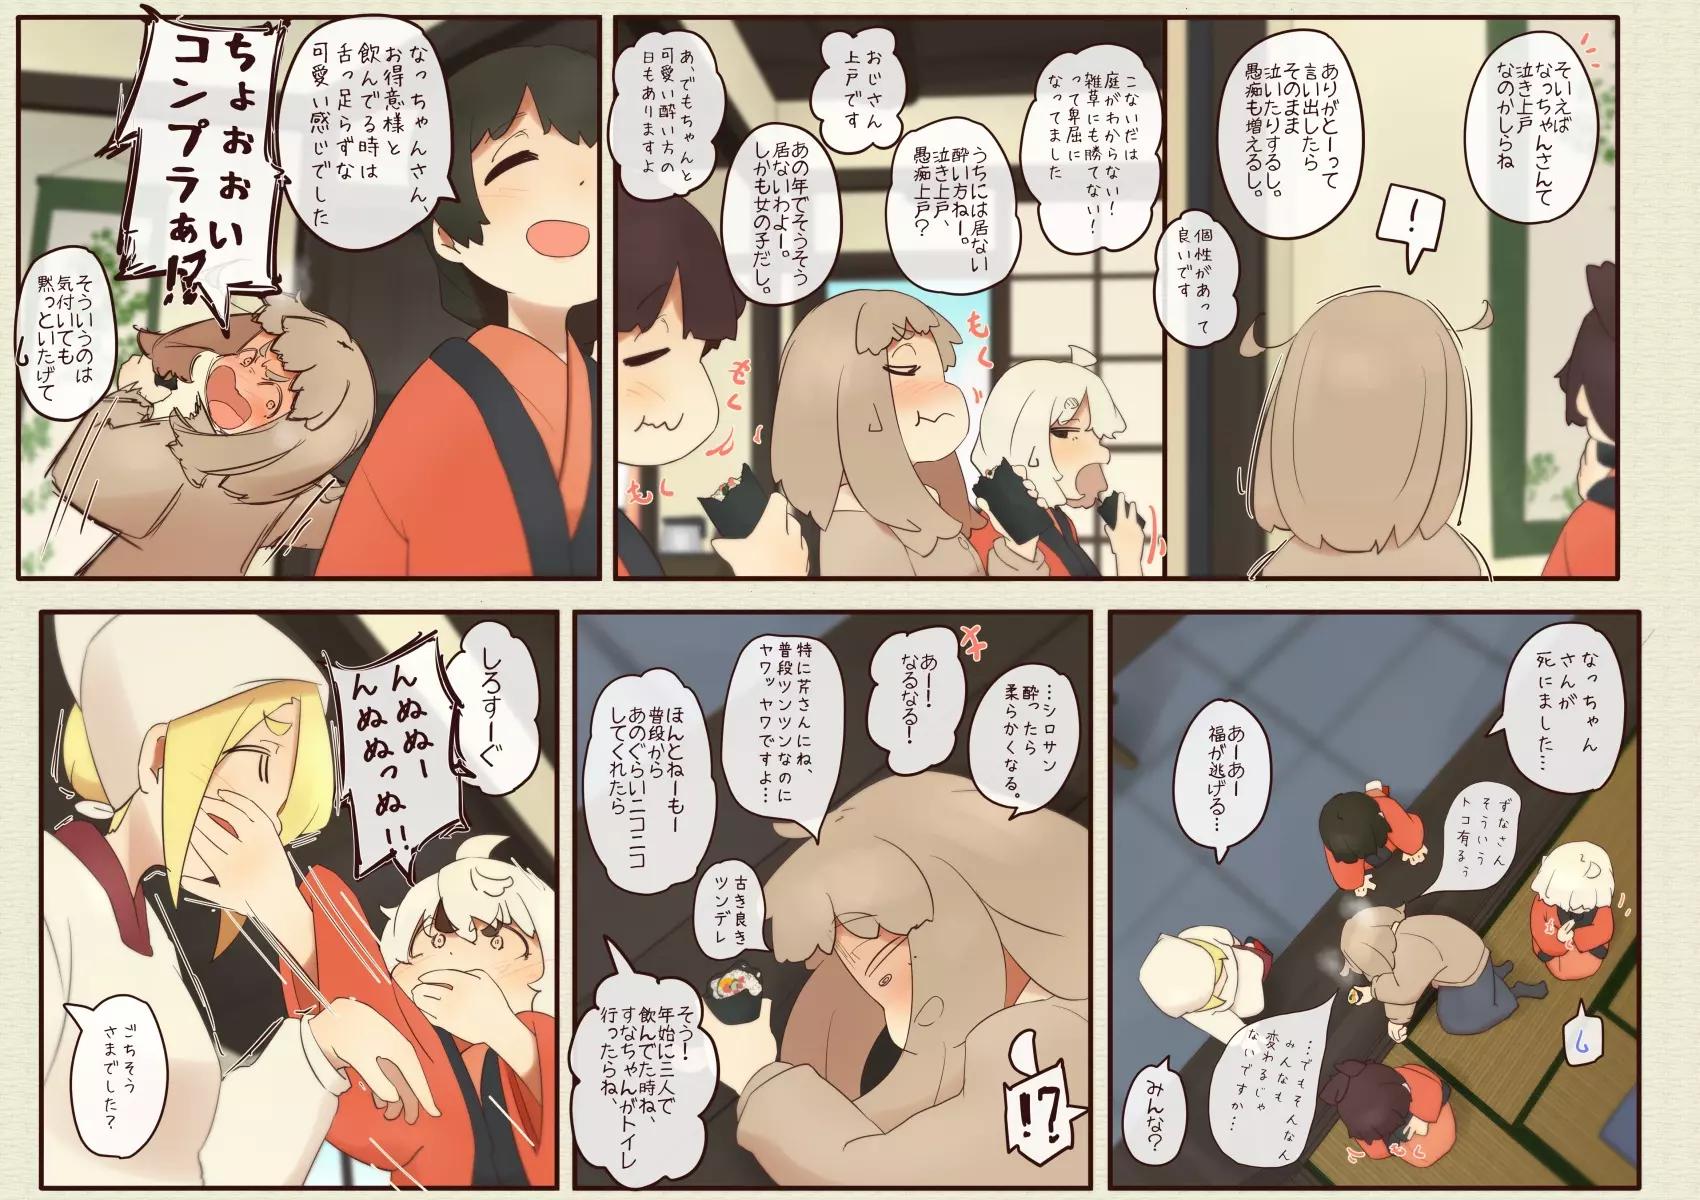 そいえば
なっちゃんさんて
泣き上戸
なのかしらね
ありがとーって
言い出したら
そのまま
泣いたりするし。
愚痴も増えるし。
!
個性があって
良いです
こないだは
庭がわからない!
雑草にも勝てない!
って卑屈に
なってました
うちには居ない
酔い方ねー。
泣き上戸、
愚痴上戸?
おじさん
上戸です
あの年でそうそう
居ないわよー。
しかも女の子だし。
あ、でもちゃんと
可愛い酔い方の
日もありますよ
もく
もく
もく
なっちゃんさん、
お得意様と
飲んでる時は
舌っ足らずな
可愛い感じでした
ちょおぉい
コンプラぁ!?
そういうのは
気付いても
黙っといたげて
なっちゃん
さんが
死にました…
ずなさん
そういう
トコ有るぅ
あーあー
福が逃げる…
…でもそんなん
みんなも
変わるじゃ
ないですか…
みんな?
…シロサン
酔ったら
柔らかくなる。
あー!
なるなる!
特に芹さんにね、
普段ツンツンなのに
ヤワッヤワですよ…
ほんとねーもー
普段から
あのぐらいニコニコ
してくれたら
古き良き
ツンデレ
そう!
年始に三人で
飲んでた時ね、
すなちゃんがトイレ
行ったらね、
!?
しろすーぐ
んぬぬー
んぬぬっぬ!!
ごちそう
さまでした?